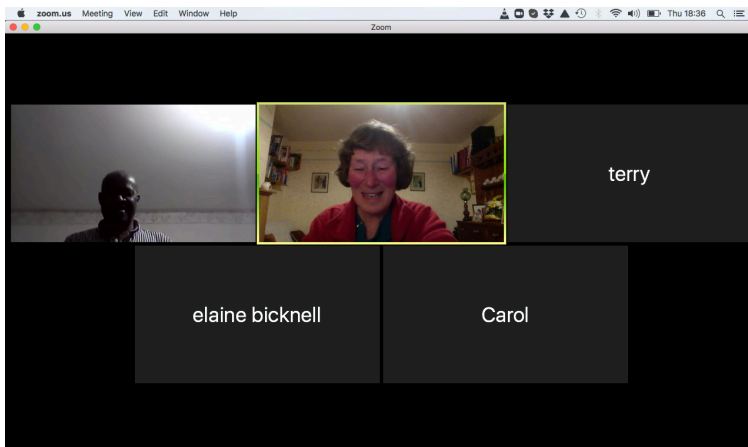 zoom.us Meeting View Edit Window Help Thu 18:36
Zoom
terry
elaine bicknell Carol